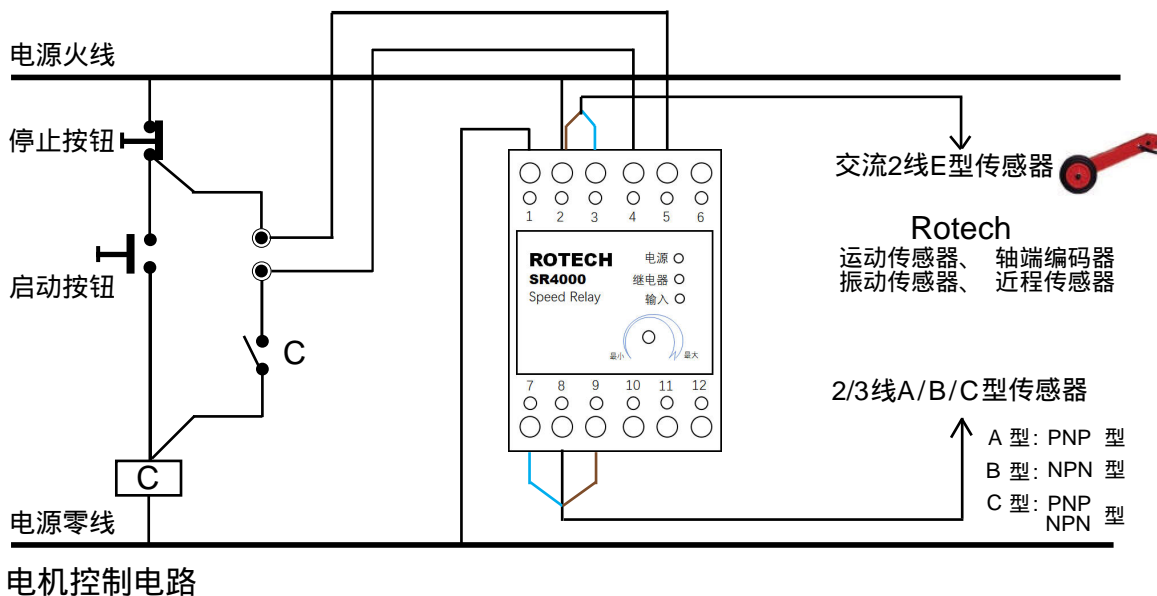 电源火线
停止按钮
启动按钮
C
C
电源零线
电机控制电路
1 2 3 4 5 6
ROTECH
SR4000
Speed Relay
电源
继电器
输入
最小 最大
7 8 9 10 11 12
交流2线E型传感器
Rotech
运动传感器、 轴端编码器
振动传感器、 近程传感器
2/3线A/B/C型传感器
A 型: PNP 型
B 型: NPN 型
C 型: PNP
NPN 型